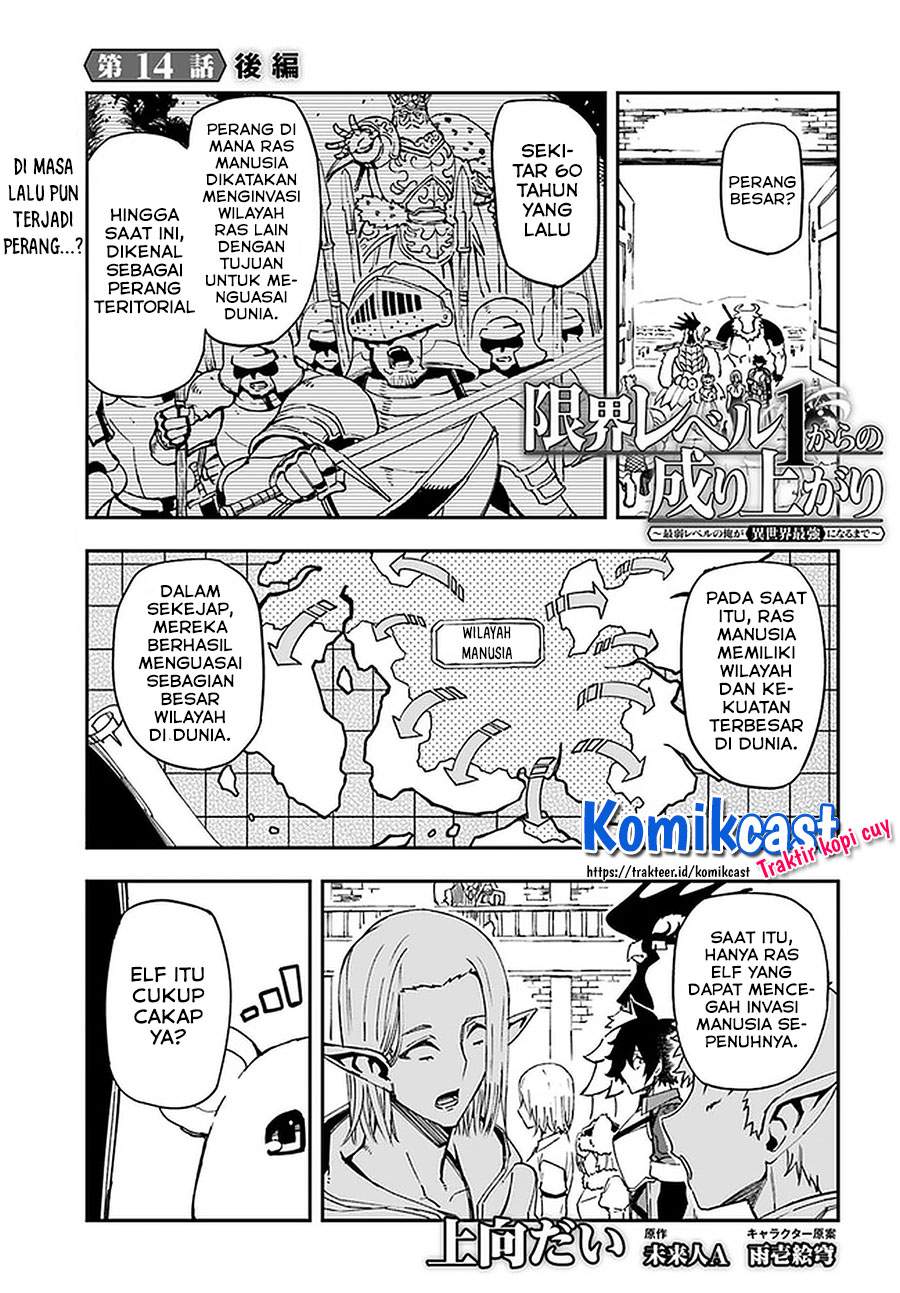 第14話 後編
PERANG
BESAR?
SEKI-
TAR 60
TAHUN
YANG
LALU
PERANG DI
MANA RAS
MANUSIA
DIKATAKAN
MENGINVASI
WILAYAH
RAS LAIN
DENGAN
TUJUAN
UNTUK ME-
NGUASAI
DUNIA.
HINGGA
SAAT INI,
DIKENAL
SEBAGAI
PERANG
TERITORIAL
DI MASA
LALU PUN
TERJADI
PERANG...?
限界レベル1からの
成り上がり
～最弱レベルの俺が異世界最強になるまで～
PADA SAAT
ITU, RAS
MANUSIA
MEMILIKI
WILAYAH
DAN KE-
KUATAN
TERBESAR
DI DUNIA.
WILAYAH
MANUSIA
DALAM
SEKEJAP,
MEREKA
BERHASIL
MENGUASAI
SEBAGIAN
BESAR
WILAYAH
DI DUNIA.
Komikcast
Traktir kopi cuy
https://trakteer.id/komikcast
SAAT ITU,
HANYA RAS
ELF YANG
DAPAT MENCE-
GAH INVASI
MANUSIA SE-
PENUHNYA.
ELF ITU
CUKUP
CAKAP
YA?
上向だい
原作
未来人A
キャラクター原案
雨壱絵穹